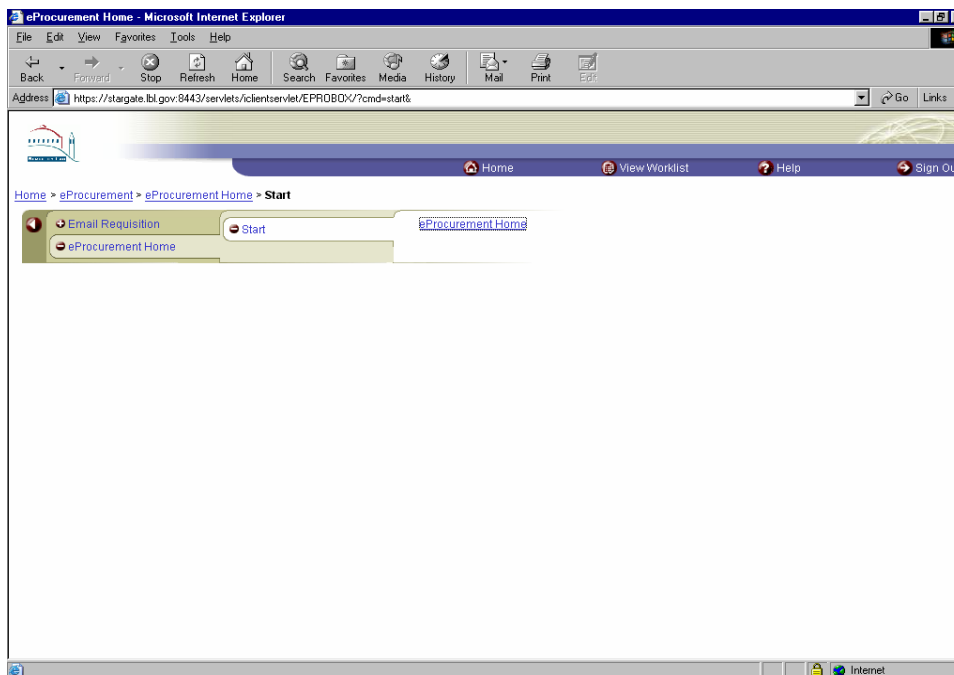 eProcurement Home - Microsoft Internet Explorer
File Edit View Favorites Tools Help
Back Forward Stop Refresh Home Search Favorites Media History Mail Print Edit
Address https://stargate.lbl.gov:8443/servlets/iclientservlet/EPROBOX/?cmd=start& Go Links
Home View Worklist Help Sign Ou
Home > eProcurement > eProcurement Home > Start
Email Requisition Start eProcurement Home
eProcurement Home
Internet